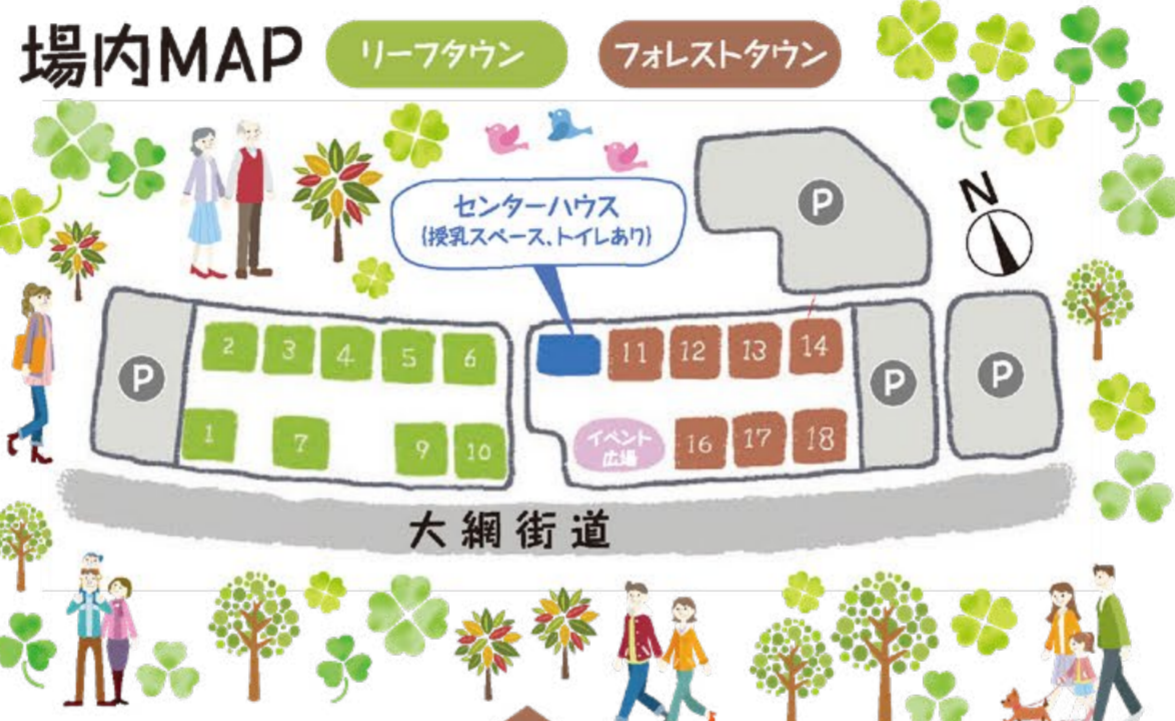 場内MAP
リーフタウン
フォレストタウン
P
N
センターハウス
(授乳スペース、トイレあり)
P
2
3
4
5
6
11
12
13
14
P
P
1
7
9
10
イベント
広場
16
17
18
大網街道